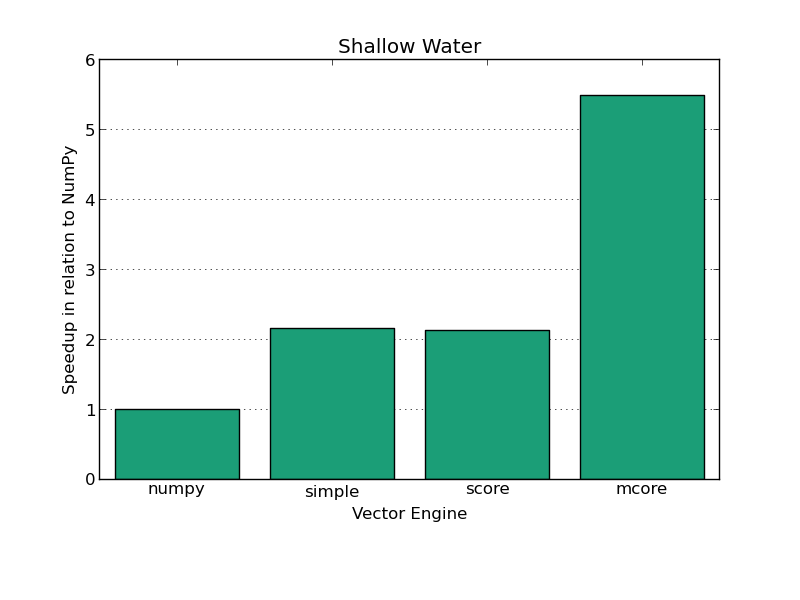 Shallow Water
6
5
4
3
2
1
0
Speedup in relation to NumPy
numpy simple score mcore
Vector Engine